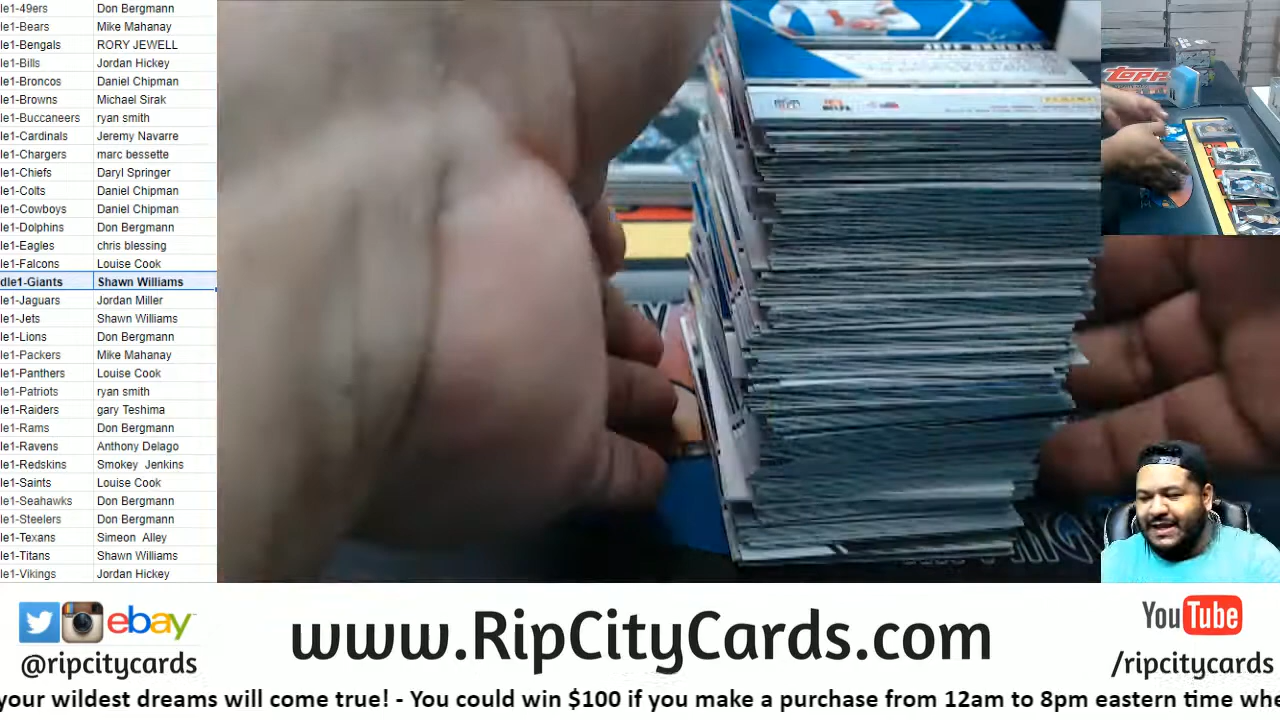 le1-49ers Don Bergmann
le1-Bears Mike Mahanay
le1-Bengals RORY JEWELL
le1-Bills Jordan Hickey
le1-Broncos Daniel Chipman
le1-Browns Michael Sirak
le1-Buccaneers ryan smith
le1-Cardinals Jeremy Navarre
le1-Chargers marc bessette
le1-Chiefs Daryl Springer
le1-Colts Daniel Chipman
le1-Cowboys Daniel Chipman
le1-Dolphins Don Bergmann
le1-Eagles chris blessing
le1-Falcons Louise Cook
dle1-Giants Shawn Williams
le1-Jaguars Jordan Miller
le1-Jets Shawn Williams
le1-Lions Don Bergmann
le1-Packers Mike Mahanay
le1-Panthers Louise Cook
le1-Patriots ryan smith
le1-Raiders gary Teshima
le1-Rams Don Bergmann
le1-Ravens Anthony Delago
le1-Redskins Smokey Jenkins
le1-Saints Louise Cook
le1-Seahawks Don Bergmann
le1-Steelers Don Bergmann
le1-Texans Simeon Alley
le1-Titans Shawn Williams
le1-Vikings Jordan Hickey
TOPP
ebay
@ripcitycards
www.RipCityCards.com
YouTube
/ripcitycards
your wildest dreams will come true! - You could win $100 if you make a purchase from 12am to 8pm eastern time whe